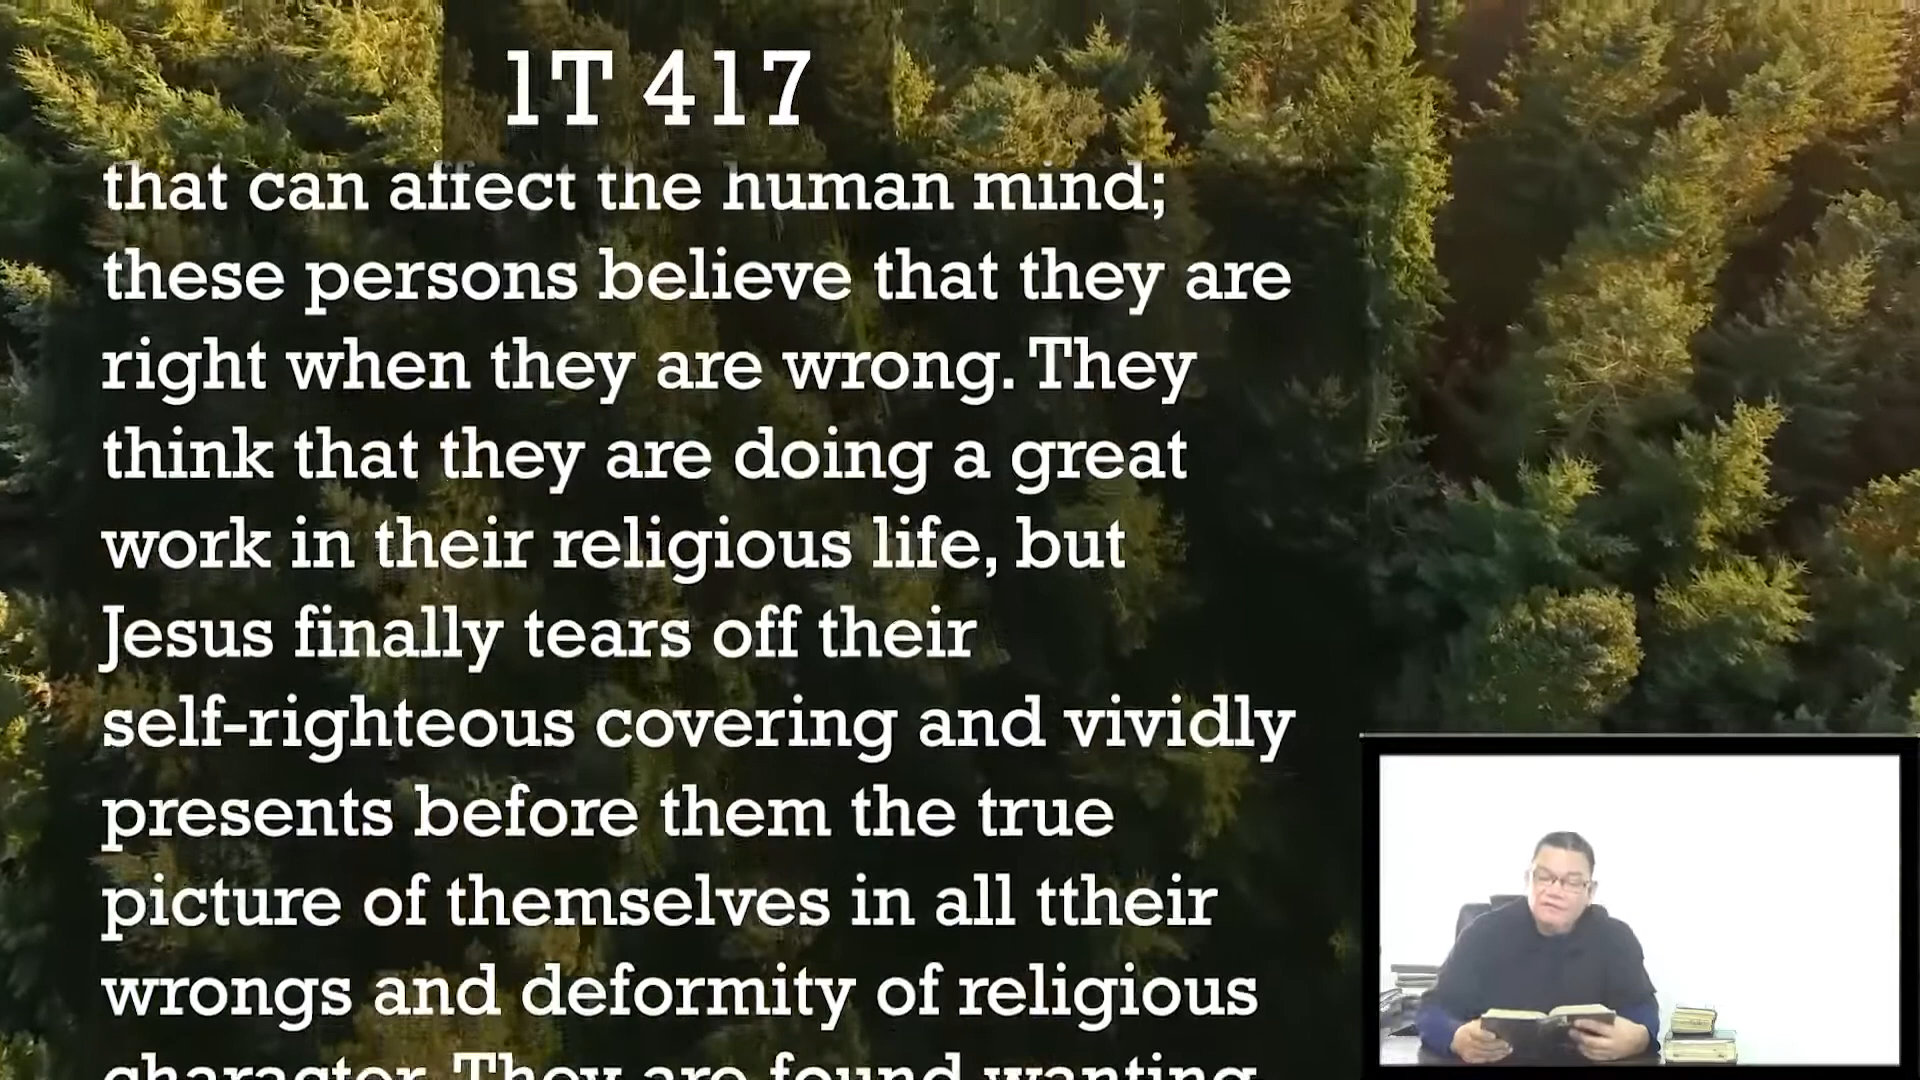 1T 417
that can affect the human mind;
these persons believe that they are
right when they are wrong. They
think that they are doing a great
work in their religious life, but
Jesus finally tears off their
self-righteous covering and vividly
presents before them the true
picture of themselves in all ttheir
wrongs and deformity of religious
character. They are found wanting